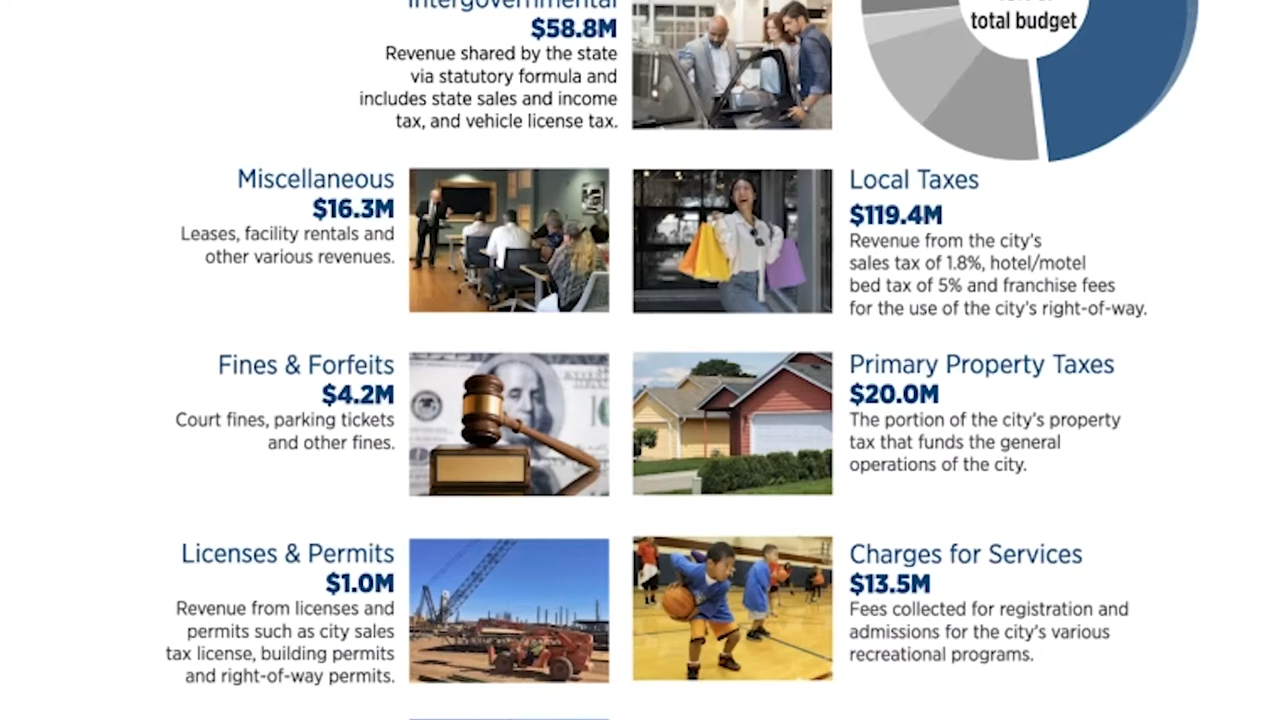 Intergovernmental
$58.8M
Revenue shared by the state
via statutory formula and
includes state sales and income
tax, and vehicle license tax.
total budget
Miscellaneous
$16.3M
Leases, facility rentals and
other various revenues.
Local Taxes
$119.4M
Revenue from the city's
sales tax of 1.8%, hotel/motel
bed tax of 5% and franchise fees
for the use of the city's right-of-way.
Fines & Forfeits
$4.2M
Court fines, parking tickets
and other fines.
Primary Property Taxes
$20.0M
The portion of the city's property
tax that funds the general
operations of the city.
Licenses & Permits
$1.0M
Revenue from licenses and
permits such as city sales
tax license, building permits
and right-of-way permits.
Charges for Services
$13.5M
Fees collected for registration and
admissions for the city's various
recreational programs.